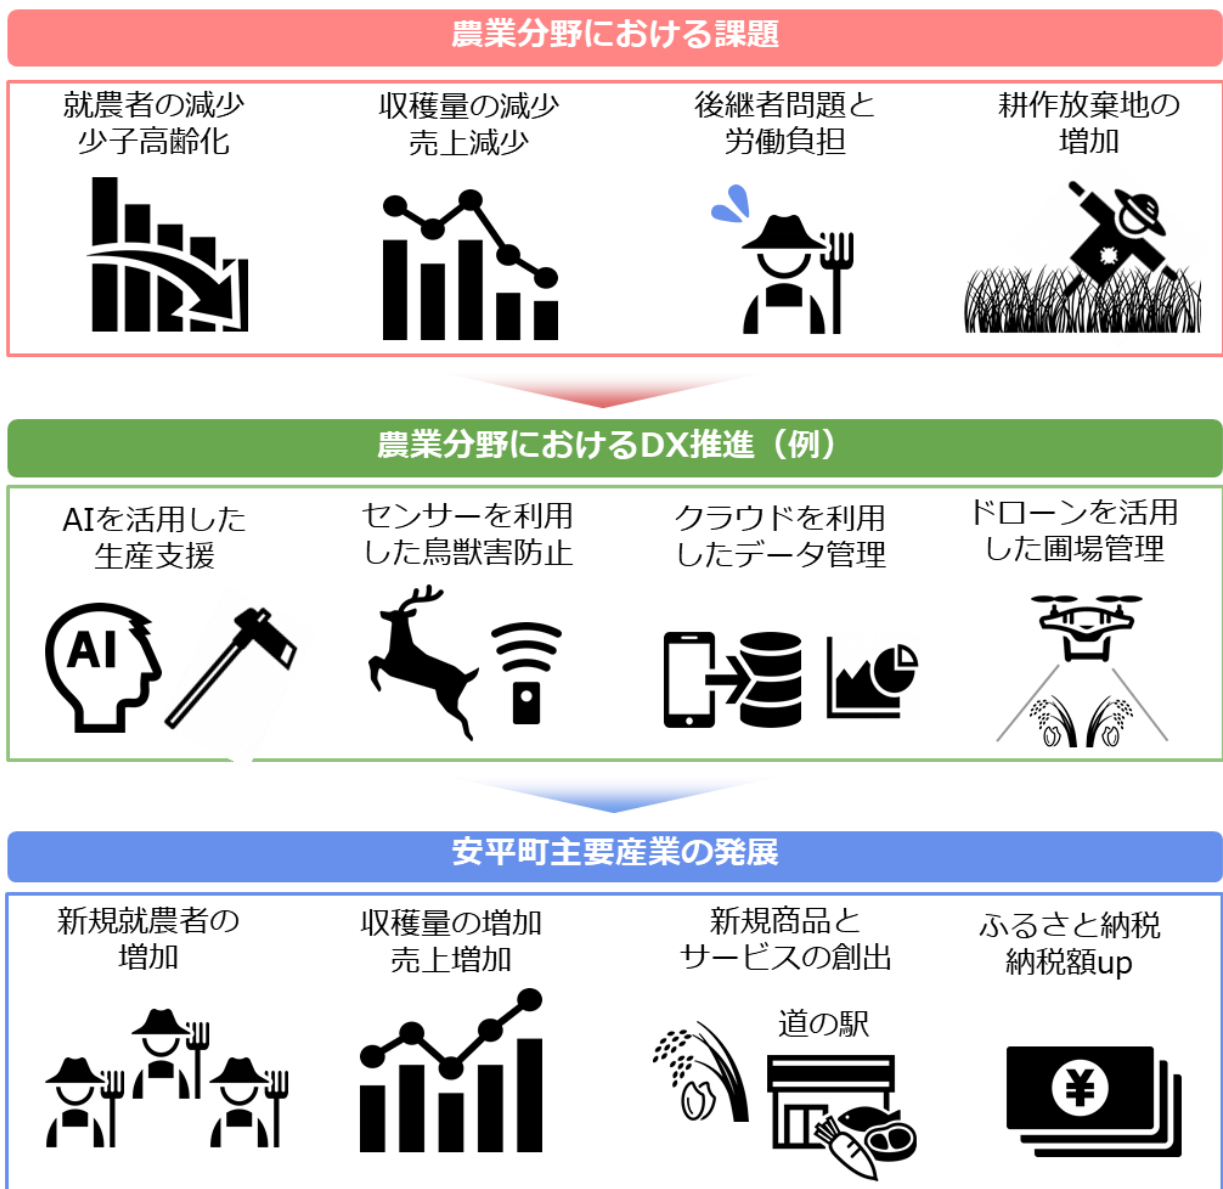 農業分野における課題
就農者の減少
少子高齢化
収穫量の減少
売上減少
後継者問題と
労働負担
耕作放棄地の
増加
農業分野におけるDX推進（例）
AIを活用した
生産支援
センサーを利用
した鳥獣害防止
クラウドを利用
したデータ管理
ドローンを活用
した圃場管理
AI
安平町主要産業の発展
新規就農者の
増加
収穫量の増加
売上増加
新規商品と
サービスの創出
ふるさと納税
納税額up
道の駅
¥